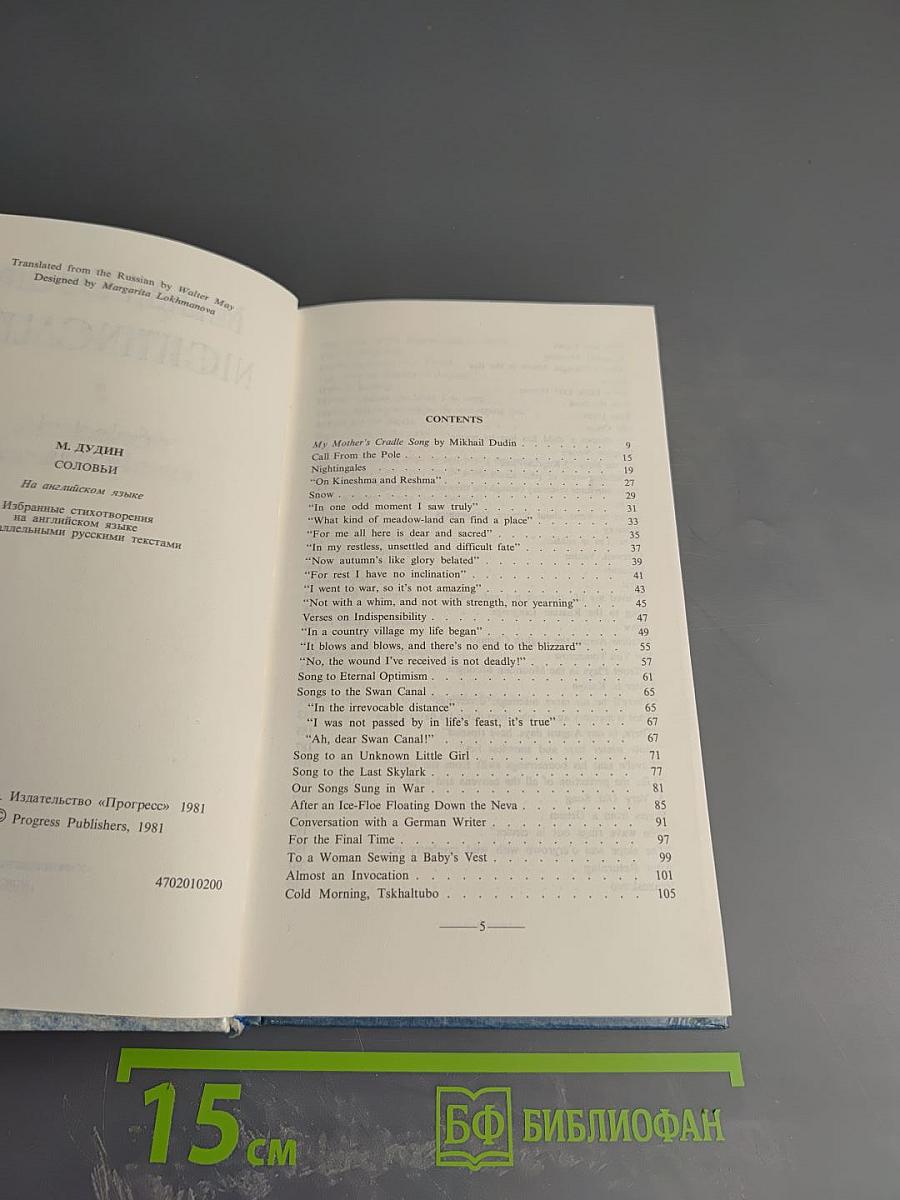 Translated from the Russian by Walter May
Designed by Margarita Lokhmanova
М. ДУДИН
СОЛОВЬИ
На английском языке
Избранные стихотворения
на английском языке
русскими текстами
Издательство «Прогресс» 1981
© Progress Publishers, 1981
4702010200
CONTENTS
My Mother's Cradle Song by Mikhail Dudin . . . . . . . 9
Call From the Pole . . . . . . . . . . . . . . . 15
Nightingales . . . . . . . . . . . . . . . . . 19
"On Kineshma and Reshma" . . . . . . . . . . . . 27
Snow . . . . . . . . . . . . . . . . . . . . 29
"In one odd moment I saw truly" . . . . . . . . . . 31
"What kind of meadow-land can find a place" . . . . . . 33
"For me all here is dear and sacred" . . . . . . . . . 35
"In my restless, unsettled and difficult fate" . . . . . . . 37
"Now autumn's like glory belated" . . . . . . . . . . 39
"For rest I have no inclination" . . . . . . . . . . . 41
"I went to war, so it's not amazing" . . . . . . . . . 43
"Not with a whim, and not with strength, nor yearning" . . . 45
Verses on Indispensibility . . . . . . . . . . . . . 47
"In a country village my life began" . . . . . . . . . 49
"It blows and blows, and there's no end to the blizzard" . . . 55
"No, the wound I've received is not deadly!" . . . . . . . 57
Song to Eternal Optimism . . . . . . . . . . . . . 61
Songs to the Swan Canal . . . . . . . . . . . . . 65
"In the irrevocable distance" . . . . . . . . . . . 65
"I was not passed by in life's feast, it's true" . . . . . 67
"Ah, dear Swan Canal!" . . . . . . . . . . . . . 67
Song to an Unknown Little Girl . . . . . . . . . . . 71
Song to the Last Skylark . . . . . . . . . . . . . 77
Our Songs Sung in War . . . . . . . . . . . . . 81
After an Ice-Floe Floating Down the Neva . . . . . . . . 85
Conversation with a German Writer . . . . . . . . . . 91
For the Final Time . . . . . . . . . . . . . . . 97
To a Woman Sewing a Baby's Vest . . . . . . . . . . 99
Almost an Invocation . . . . . . . . . . . . . . 101
Cold Morning, Tskhaltubo . . . . . . . . . . . . . 105
5
15 см
БФ БИБЛИОФАН